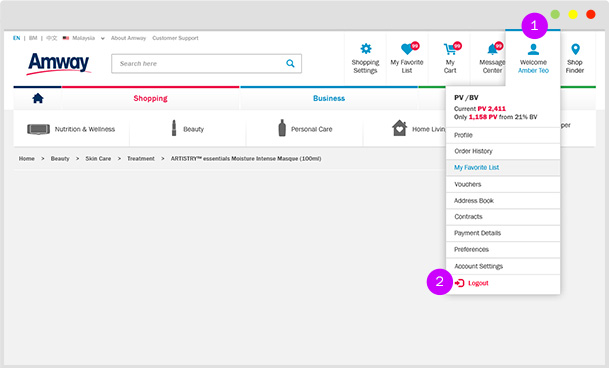 1
EN | BM | 中文 Malaysia About Amway Customer Support
Amway
Search here
Shopping Settings
99
My Favorite List
99
My Cart
99
Message Center
Welcome Amber Teo
Shop Finder
Shopping
Business
Nutrition & Wellness
Beauty
Personal Care
Home Livin
per
Home > Beauty > Skin Care > Treatment > ARTISTRY™ essentials Moisture Intense Masque (100ml)
PV /BV
Current PV 2,411
Only 1,158 PV from 21% BV
Profile
Order History
My Favorite List
Vouchers
Address Book
Contracts
Payment Details
Preferences
Account Settings
2
Logout